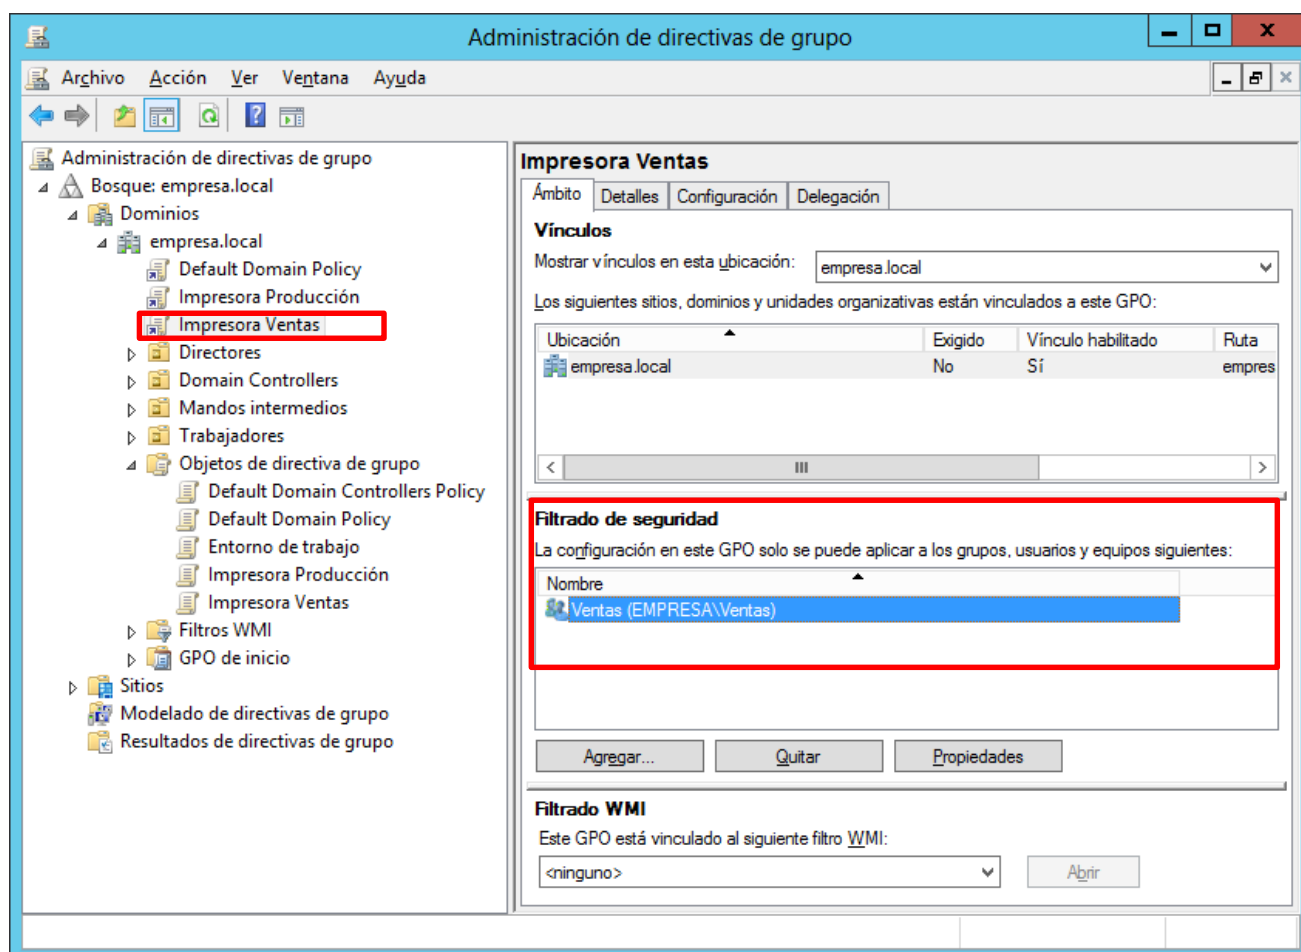 Administración de directivas de grupo
Archivo Acción Ver Ventana Ayuda
Administración de directivas de grupo
Bosque: empresa.local
Dominios
empresa.local
Default Domain Policy
Impresora Producción
Impresora Ventas
Directores
Domain Controllers
Mandos intermedios
Trabajadores
Objetos de directiva de grupo
Default Domain Controllers Policy
Default Domain Policy
Entorno de trabajo
Impresora Producción
Impresora Ventas
Filtros WMI
GPO de inicio
Sitios
Modelado de directivas de grupo
Resultados de directivas de grupo
Impresora Ventas
Ámbito Detalles Configuración Delegación
Vínculos
Mostrar vínculos en esta ubicación: empresa.local
Los siguientes sitios, dominios y unidades organizativas están vinculados a este GPO:
Ubicación Exigido Vínculo habilitado Ruta
empresa.local No Sí empres
Filtrado de seguridad
La configuración en este GPO solo se puede aplicar a los grupos, usuarios y equipos siguientes:
Nombre
Ventas (EMPRESA\Ventas)
Agregar... Quitar Propiedades
Filtrado WMI
Este GPO está vinculado al siguiente filtro WMI:
<ninguno> Abrir